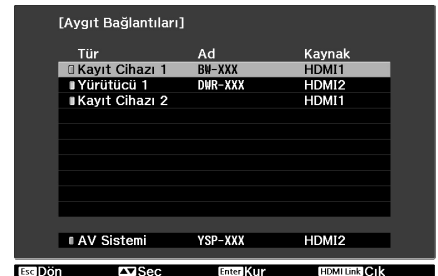 [Aygıt Bağlantıları]
Tür Ad Kaynak
Kayıt Cihazı 1 BW-XXX HDMI1
Yürütücü 1 DWR-XXX HDMI2
Kayıt Cihazı 2 HDMI1
AV Sistemi YSP-XXX HDMI2
Esc Dön Seç Enter Kur HDMI Link Çık